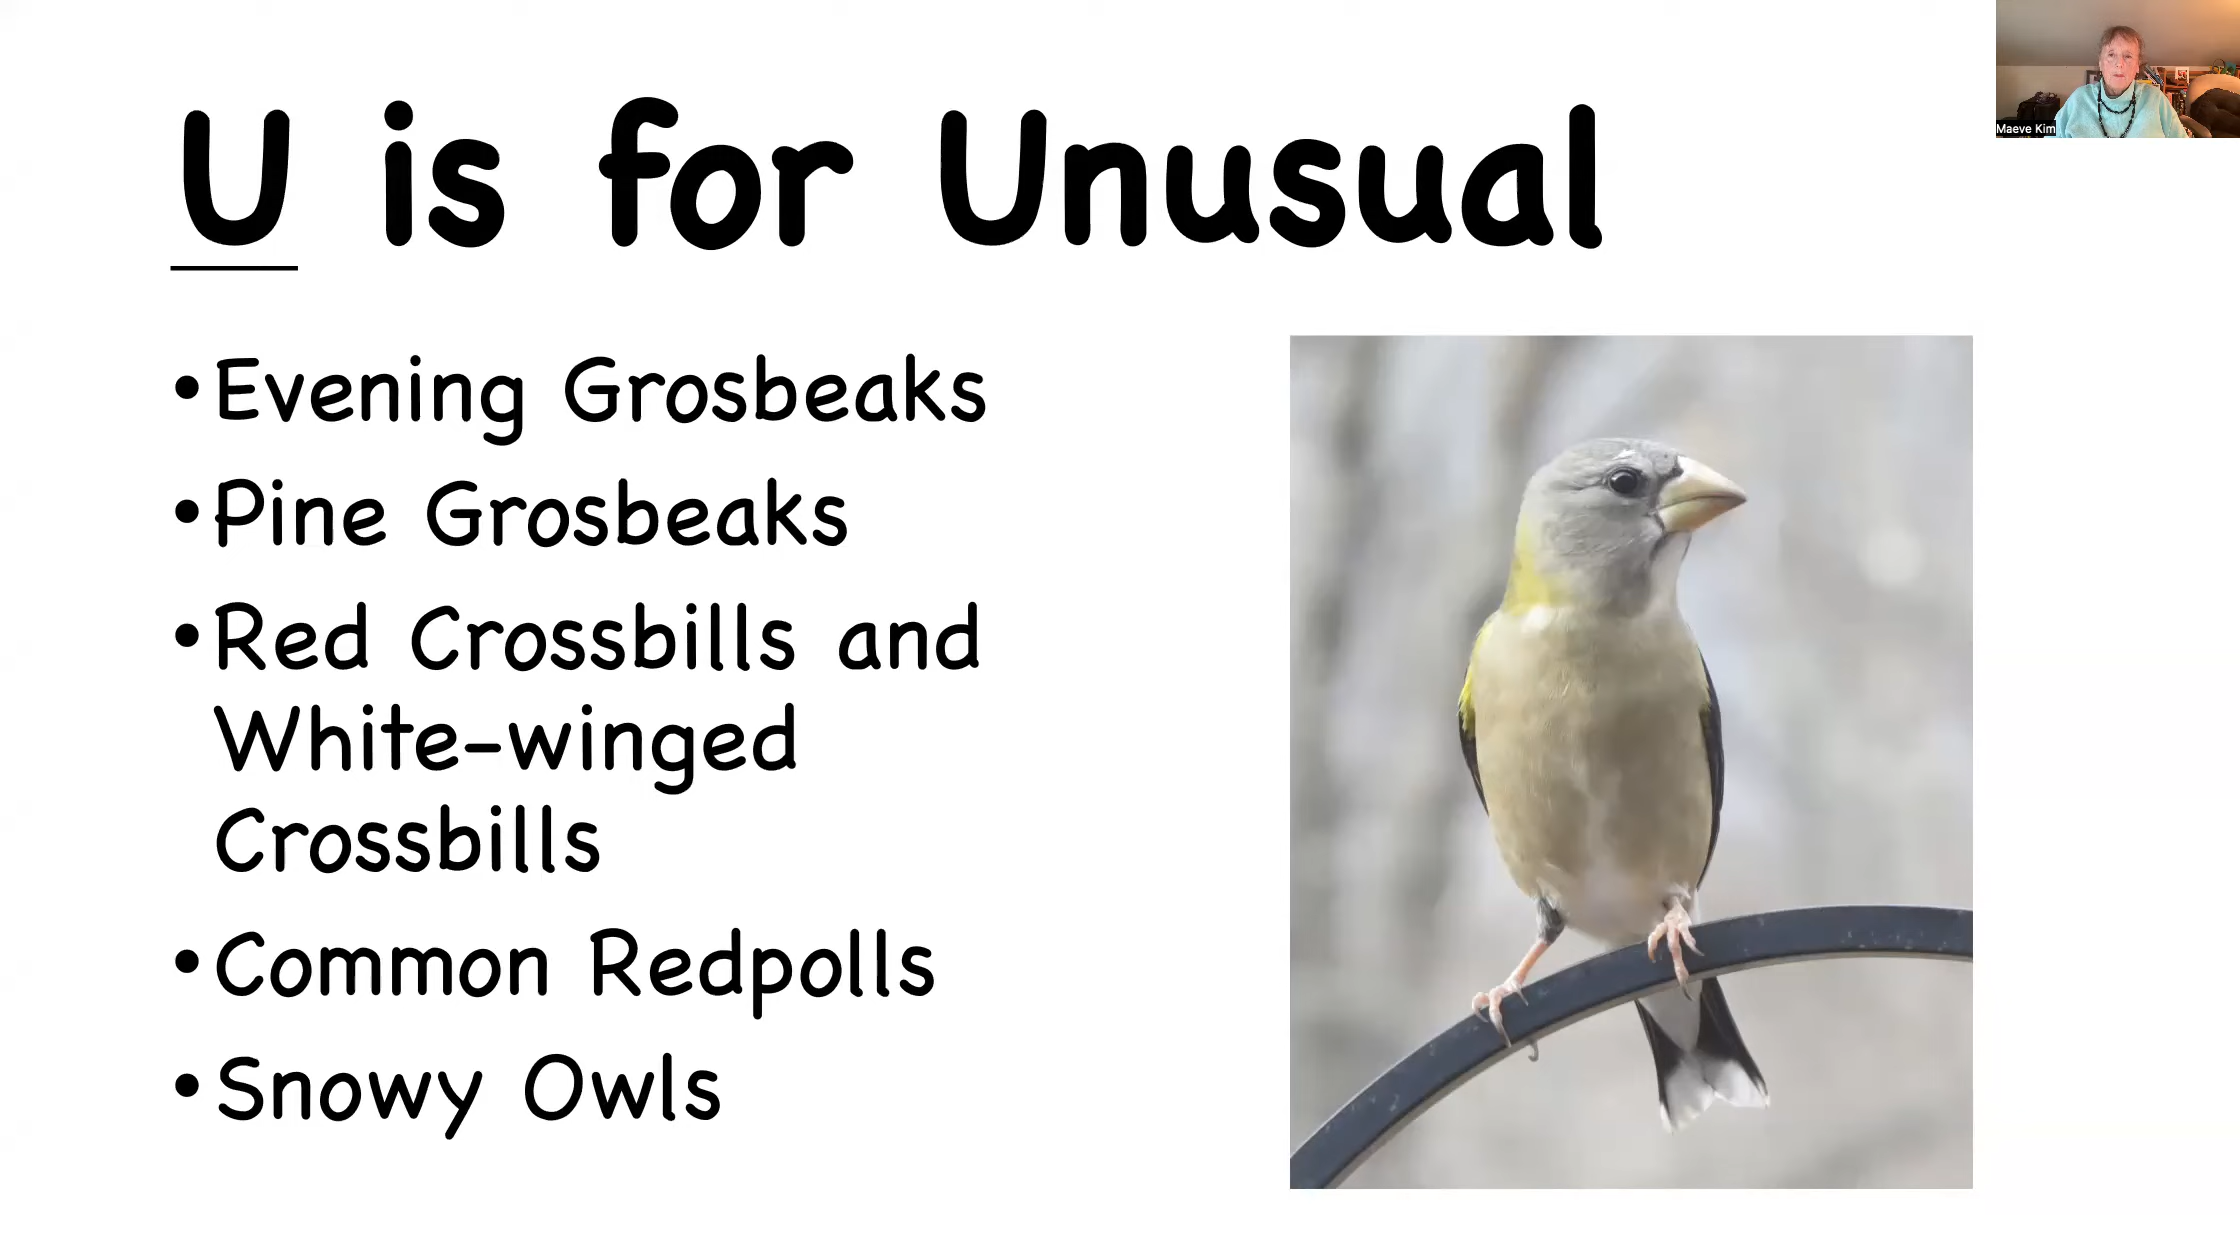 U is for Unusual
Maeve Kim
•Evening Grosbeaks
•Pine Grosbeaks
•Red Crossbills and
White-winged
Crossbills
•Common Redpolls
•Snowy Owls